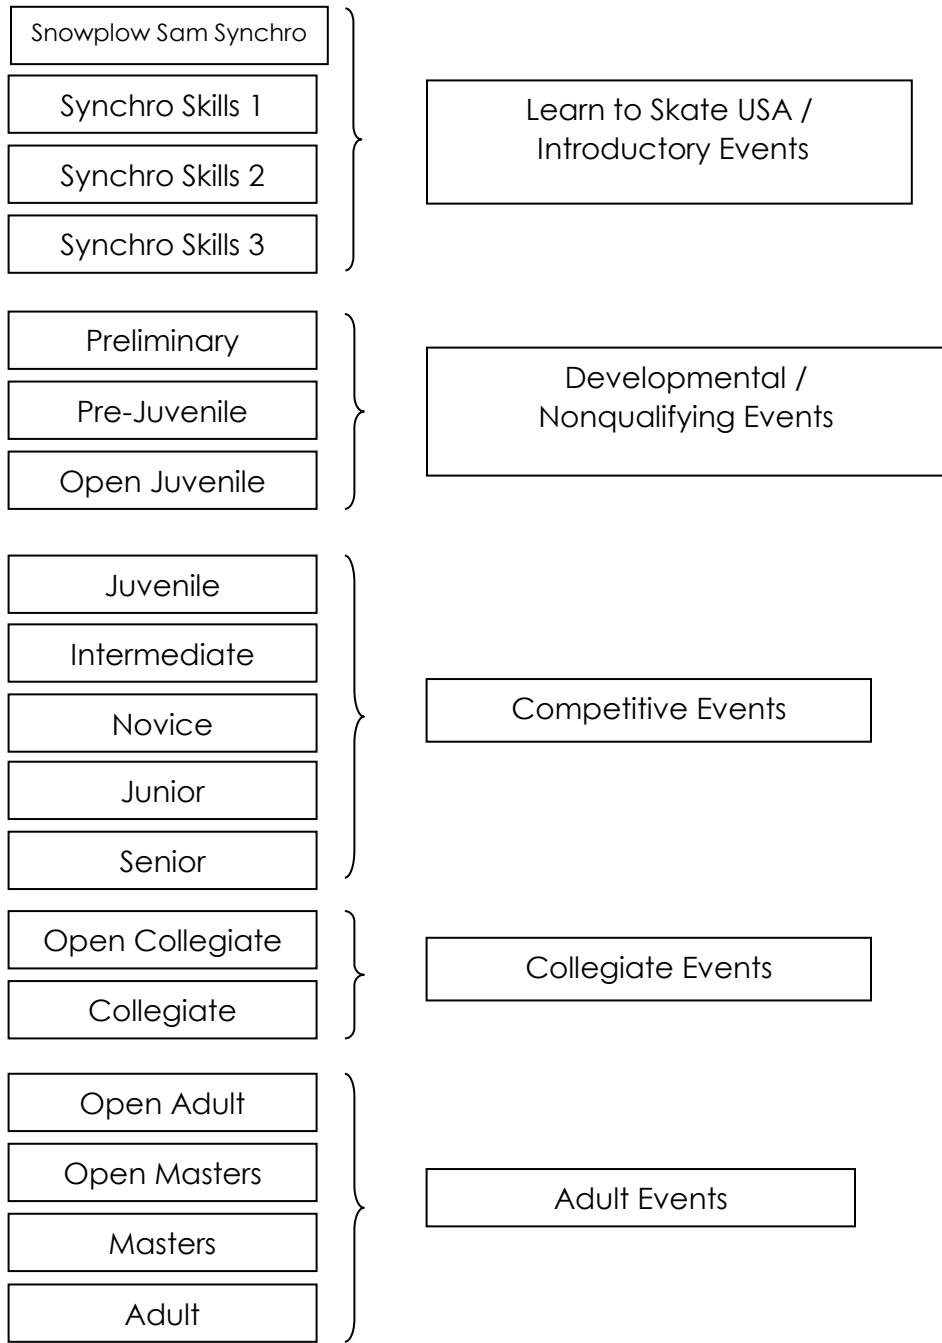 Snowplow Sam Synchro
Synchro Skills 1
Synchro Skills 2
Synchro Skills 3
Learn to Skate USA /
Introductory Events
Preliminary
Pre-Juvenile
Open Juvenile
Developmental /
Nonqualifying Events
Juvenile
Intermediate
Novice
Junior
Senior
Competitive Events
Open Collegiate
Collegiate
Collegiate Events
Open Adult
Open Masters
Masters
Adult
Adult Events